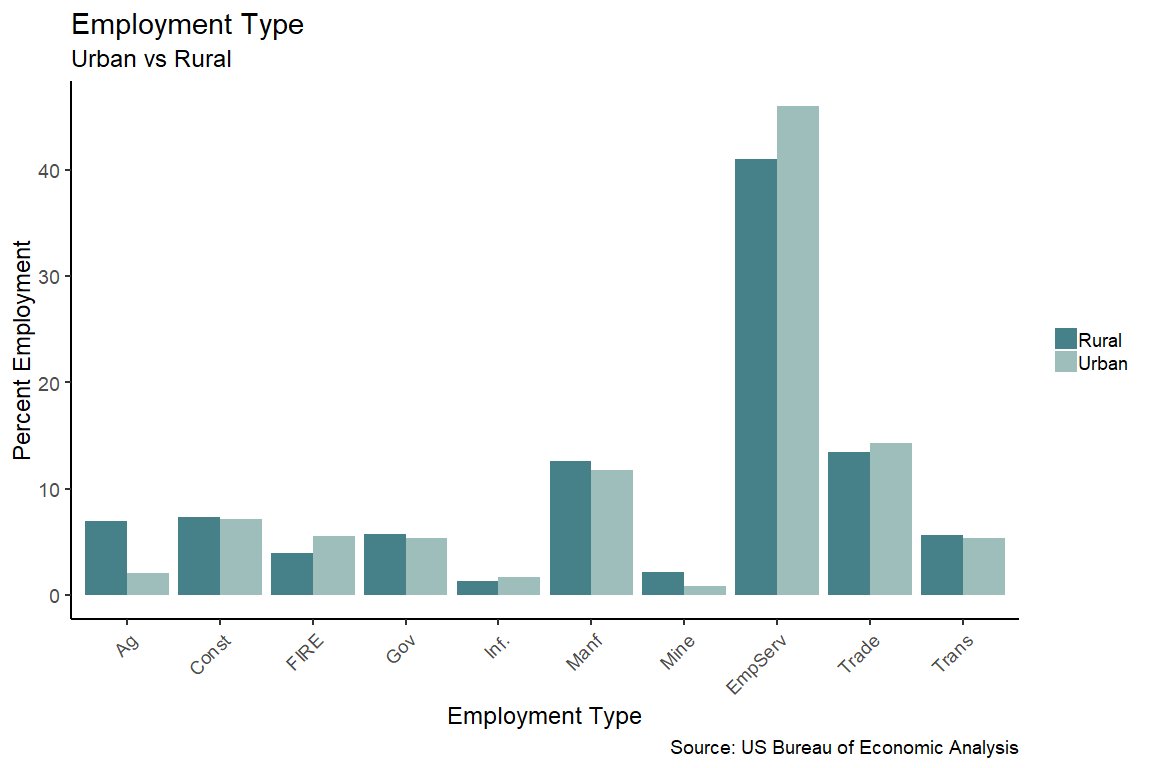 Employment Type
Urban vs Rural
Percent Employment
40
30
20
10
0
Ag
Const
FIRE
Gov
Inf.
Manf
Mine
EmpServ
Trade
Trans
Employment Type
Rural
Urban
Source: US Bureau of Economic Analysis